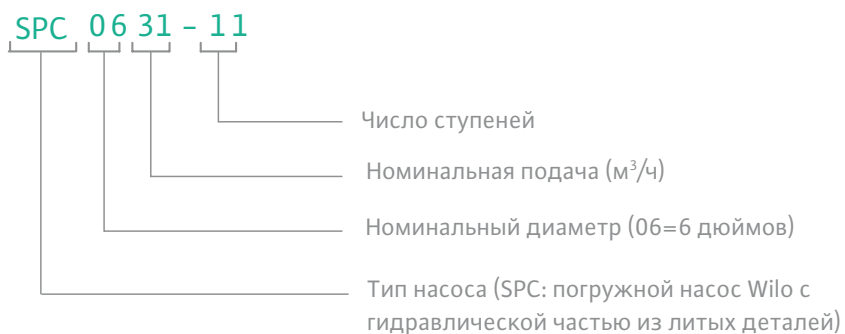 SPC 06 31 - 11
Число ступеней
Номинальная подача (м³/ч)
Номинальный диаметр (06=6 дюймов)
Тип насоса (SPC: погружной насос Wilo с
гидравлической частью из литых деталей)